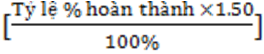 [Tỷ lệ % hoàn thành ×1.50
100%]